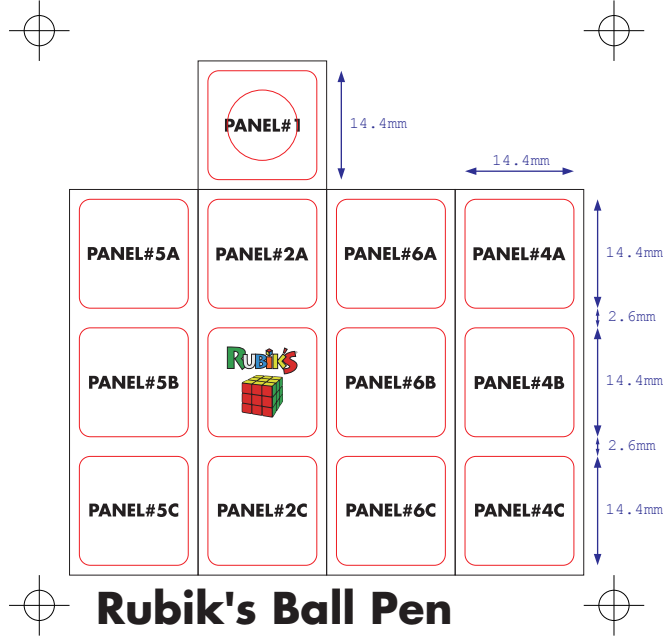 PANEL#1
14.4mm
14.4mm
PANEL#5A PANEL#2A PANEL#6A PANEL#4A
14.4mm
2.6mm
RUBIK'S
PANEL#5B PANEL#6B PANEL#4B
14.4mm
2.6mm
PANEL#5C PANEL#2C PANEL#6C PANEL#4C
14.4mm
Rubik's Ball Pen